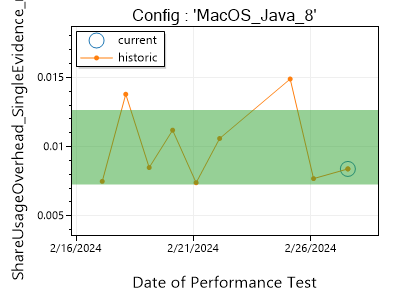 Config : 'MacOS_Java_8'
current
historic
ShareUsageOverhead_SingleEvidence_
0.015
0.01
0.005
2/16/2024
2/21/2024
2/26/2024
Date of Performance Test